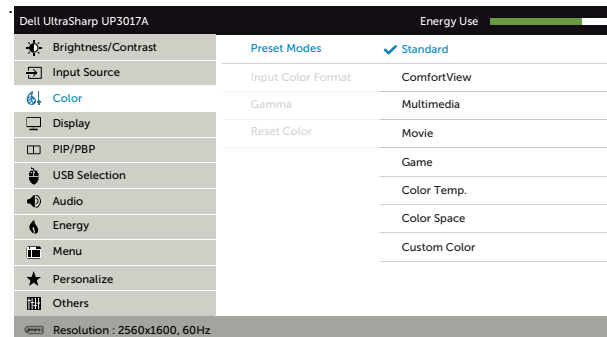 Dell UltraSharp UP3017A
Energy Use
Brightness/Contrast
Input Source
Color
Display
PIP/PBP
USB Selection
Audio
Energy
Menu
Personalize
Others
Preset Modes
Input Color Format
Gamma
Reset Color
Standard
ComfortView
Multimedia
Movie
Game
Color Temp.
Color Space
Custom Color
Resolution : 2560x1600, 60Hz